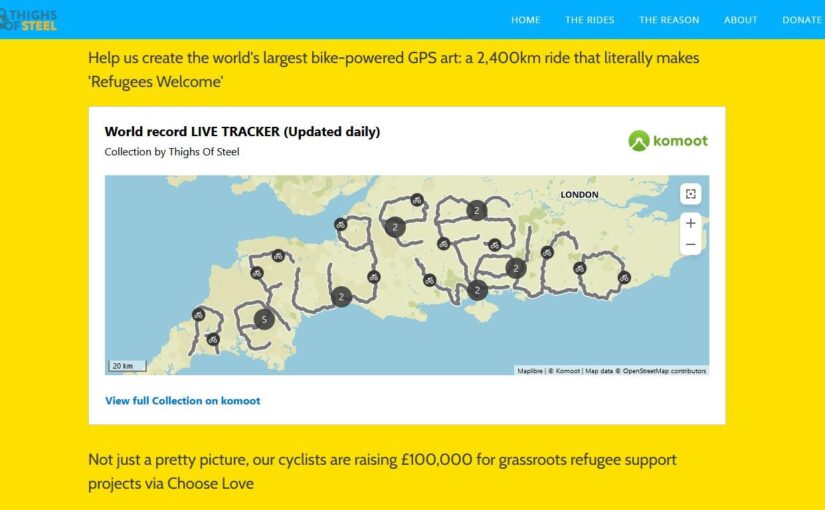 THIGHS
OF STEEL
HOME THE RIDES THE REASON ABOUT DONATE
Help us create the world's largest bike-powered GPS art: a 2,400km ride that literally makes
'Refugees Welcome'
World record LIVE TRACKER (Updated daily)
Collection by Thighs Of Steel
komoot
LONDON
2
2
2
2
2
5
20 km
Maplibre | © Komoot | Map data © OpenStreetMap contributors
View full Collection on komoot
Not just a pretty picture, our cyclists are raising £100,000 for grassroots refugee support
projects via Choose Love